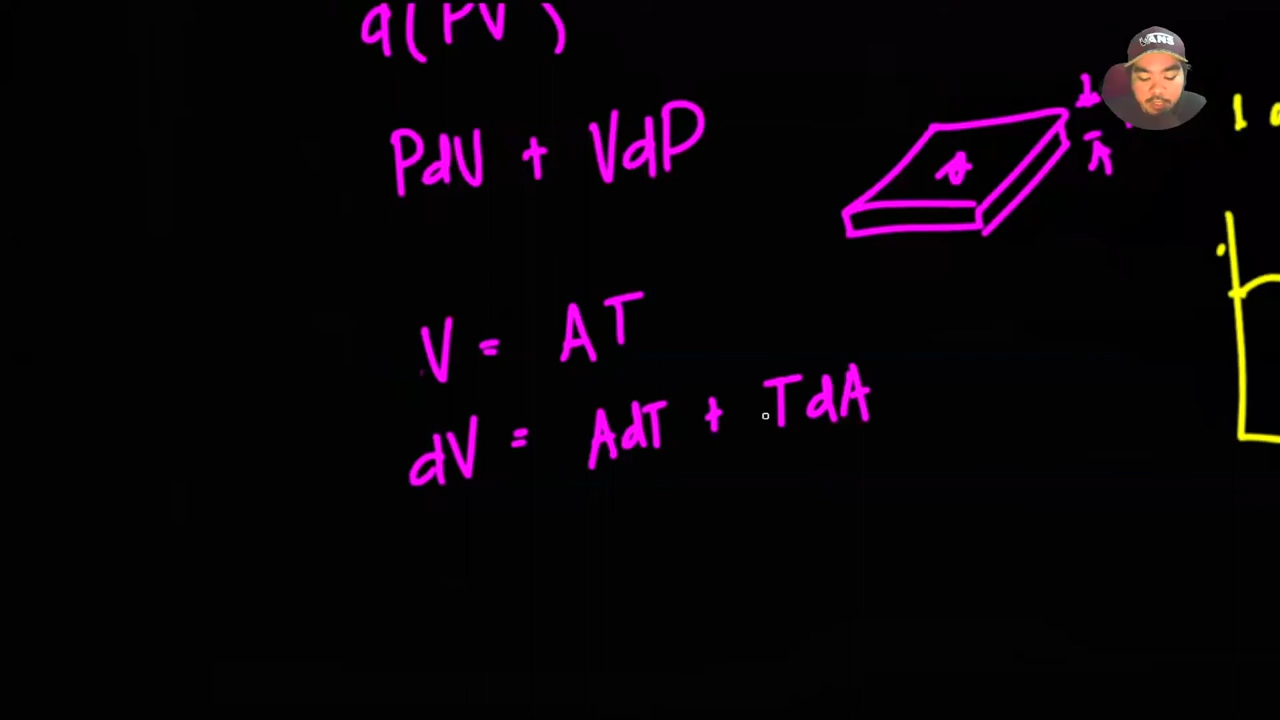 d(PV)
PdV + VdP
A
V = AT
dV = AdT + TdA